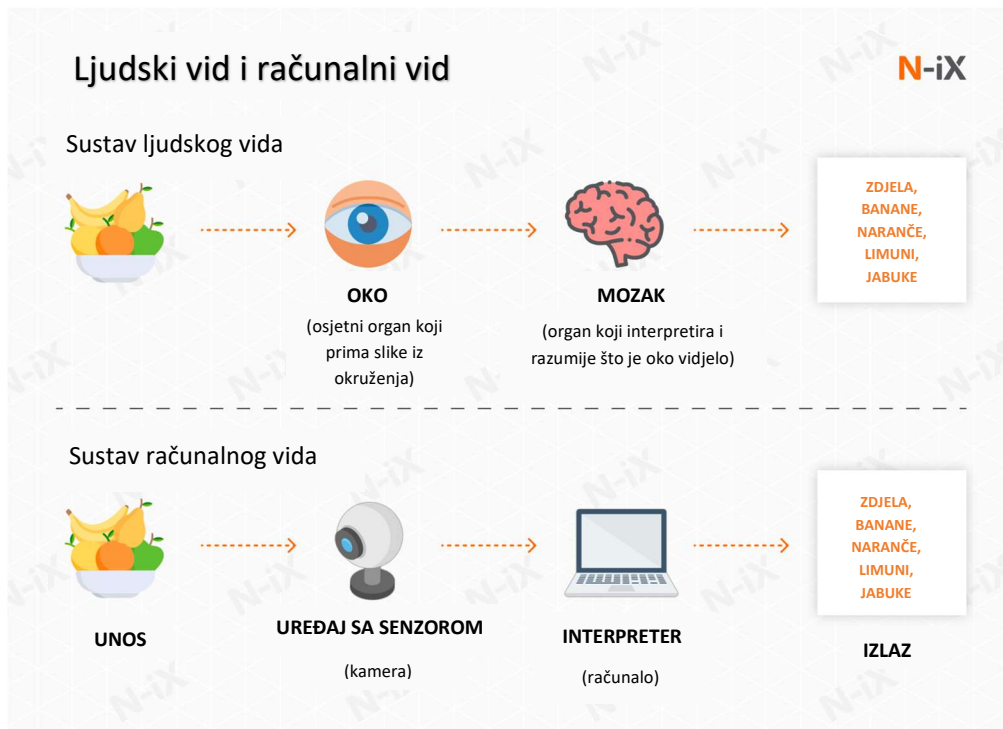 Ljudski vid i računalni vid
N-iX
Sustav ljudskog vida
OKO
(osjetni organ koji
prima slike iz
okruženja)
MOZAK
(organ koji interpretira i
razumije što je oko vidjelo)
ZDJELA,
BANANE,
NARANČE,
LIMUNI,
JABUKE
Sustav računalnog vida
UNOS
UREĐAJ SA SENZOROM
(kamera)
INTERPRETER
(računalo)
ZDJELA,
BANANE,
NARANČE,
LIMUNI,
JABUKE
IZLAZ